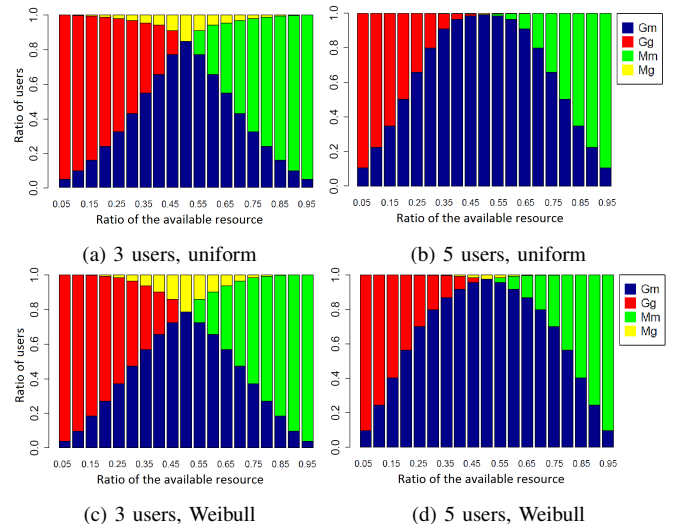 Ratio of users
0.0 0.2 0.4 0.6 0.8 1.0
0.05 0.15 0.25 0.35 0.45 0.55 0.65 0.75 0.85 0.95
Ratio of the available resource
(a) 3 users, uniform
0.0 0.2 0.4 0.6 0.8 1.0
Gm
Gg
Mm
Mg
0.05 0.15 0.25 0.35 0.45 0.55 0.65 0.75 0.85 0.95
Ratio of the available resource
(b) 5 users, uniform
Ratio of users
0.0 0.2 0.4 0.6 0.8 1.0
0.05 0.15 0.25 0.35 0.45 0.55 0.65 0.75 0.85 0.95
Ratio of the available resource
(c) 3 users, Weibull
0.0 0.2 0.4 0.6 0.8 1.0
Gm
Gg
Mm
Mg
0.05 0.15 0.25 0.35 0.45 0.55 0.65 0.75 0.85 0.95
Ratio of the available resource
(d) 5 users, Weibull